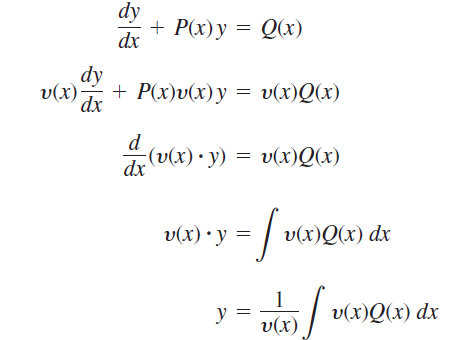 dy/dx + P(x)y = Q(x)
v(x) dy/dx + P(x)v(x)y = v(x)Q(x)
d/dx (v(x) · y) = v(x)Q(x)
v(x) · y = ∫ v(x)Q(x) dx
y = 1/v(x) ∫ v(x)Q(x) dx